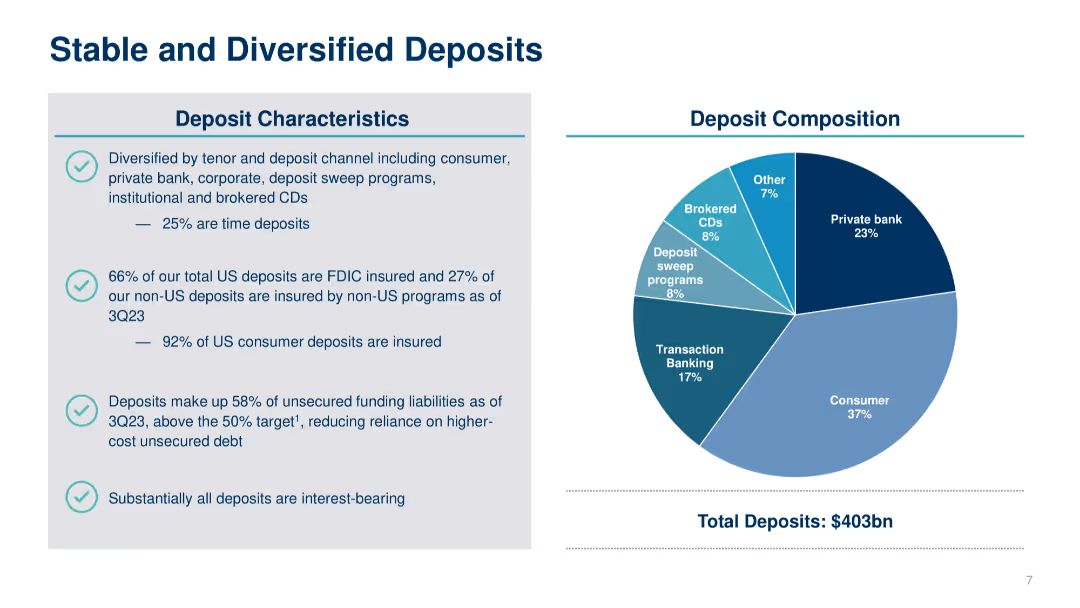 Stable and Diversified Deposits
Deposit Characteristics
Diversified by tenor and deposit channel including consumer,
private bank, corporate, deposit sweep programs,
institutional and brokered CDs
— 25% are time deposits
66% of our total US deposits are FDIC insured and 27% of
our non-US deposits are insured by non-US programs as of
3Q23
— 92% of US consumer deposits are insured
Deposits make up 58% of unsecured funding liabilities as of
3Q23, above the 50% target¹, reducing reliance on higher-
cost unsecured debt
Substantially all deposits are interest-bearing
Deposit Composition
Other
7%
Private bank
23%
Brokered
CDs
8%
Deposit
sweep
programs
8%
Transaction
Banking
17%
Consumer
37%
Total Deposits: $403bn
7